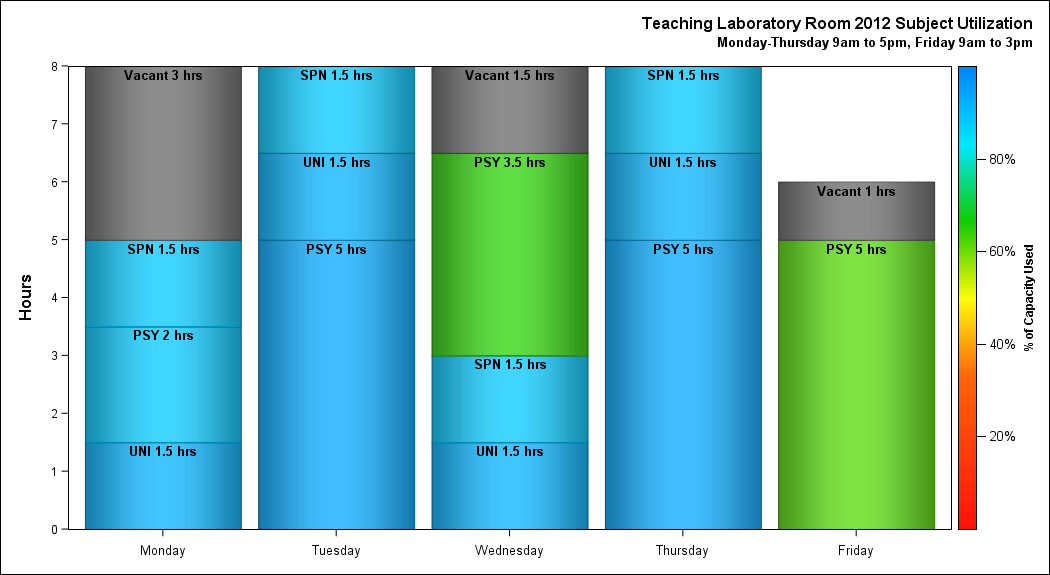 Teaching Laboratory Room 2012 Subject Utilization
Monday-Thursday 9am to 5pm, Friday 9am to 3pm
Hours
8
7
6
5
4
3
2
1
0
Vacant 3 hrs
SPN 1.5 hrs
PSY 2 hrs
UNI 1.5 hrs
SPN 1.5 hrs
UNI 1.5 hrs
PSY 5 hrs
Vacant 1.5 hrs
PSY 3.5 hrs
SPN 1.5 hrs
UNI 1.5 hrs
SPN 1.5 hrs
UNI 1.5 hrs
PSY 5 hrs
Vacant 1 hrs
PSY 5 hrs
Monday
Tuesday
Wednesday
Thursday
Friday
80%
60%
40%
20%
% of Capacity Used